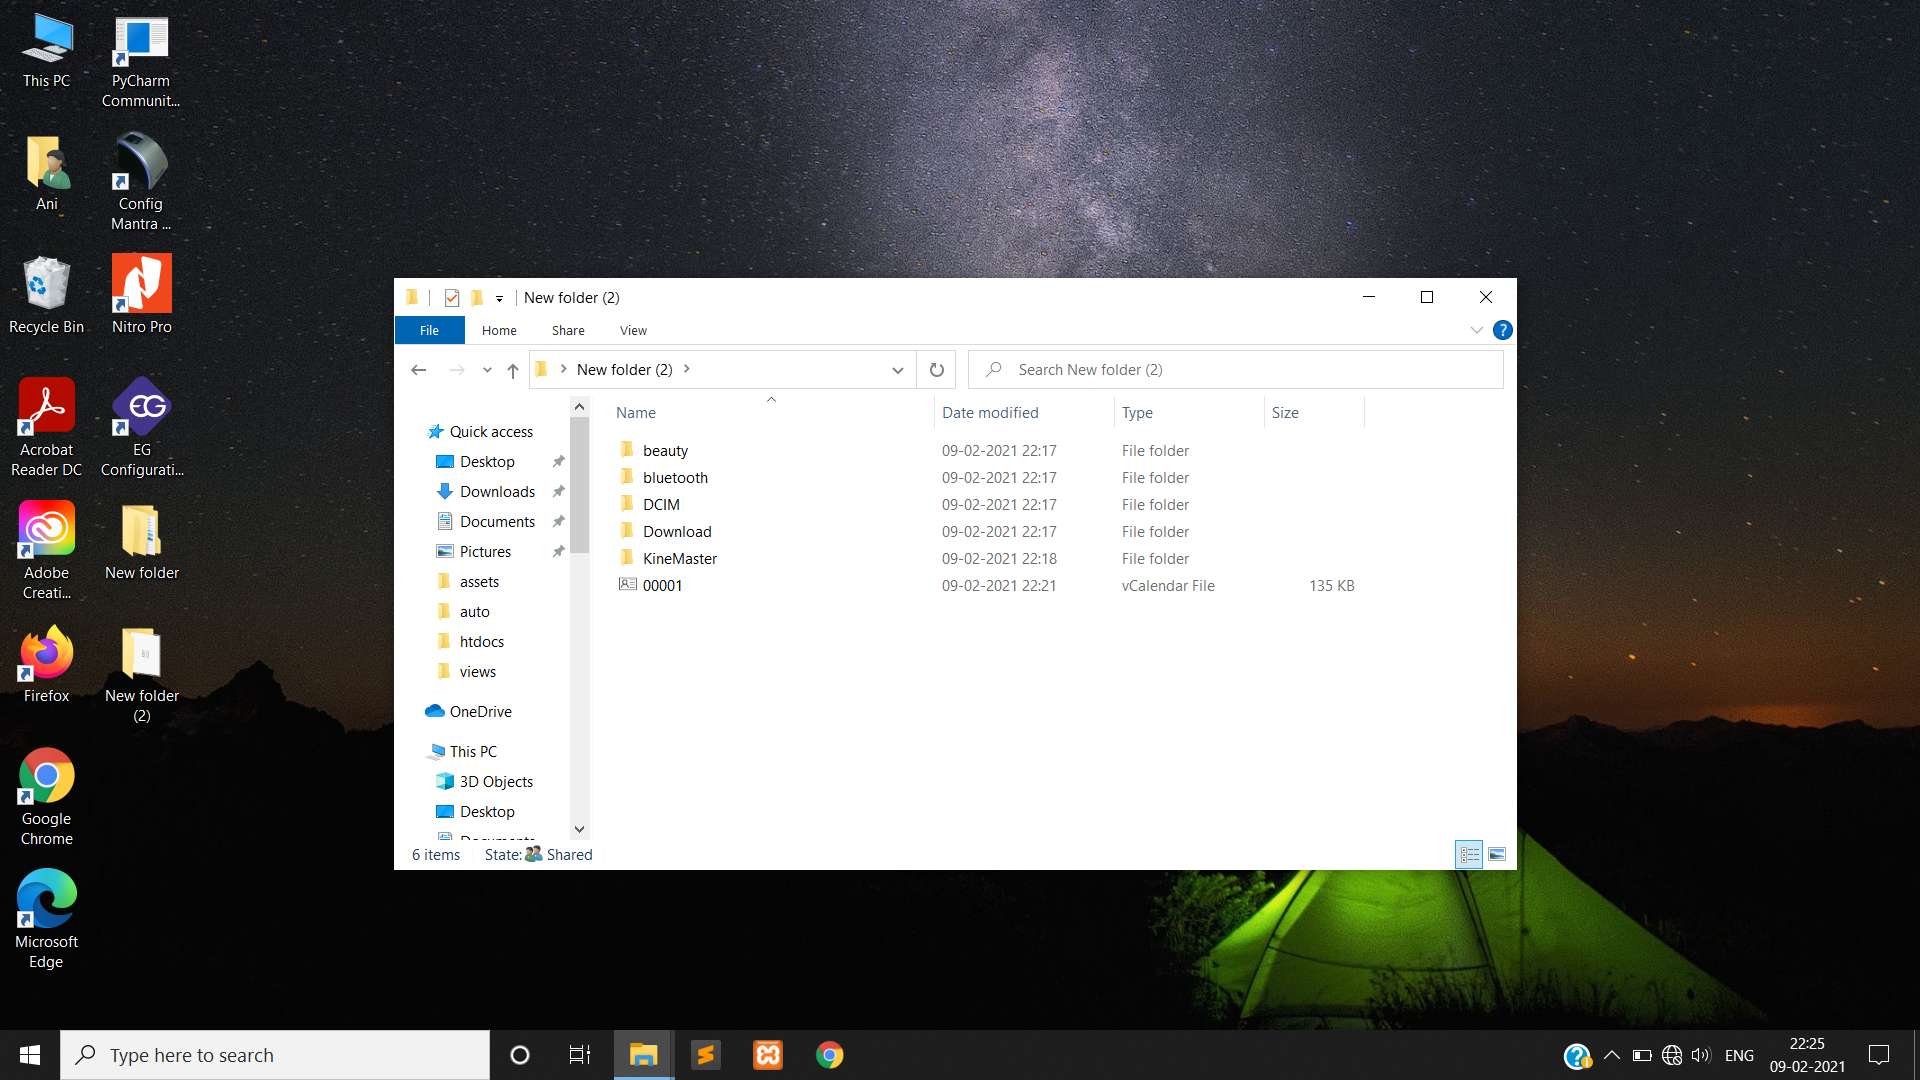 This PC
PyCharm
Communit...
Ani
Config
Mantra ...
Recycle Bin
Nitro Pro
Acrobat
Reader DC
EG
Configurati...
Adobe
Creati...
New folder
Firefox
New folder
(2)
Google
Chrome
Microsoft
Edge
New folder (2)
File Home Share View
New folder (2)
Search New folder (2)
Name Date modified Type Size
Quick access
Desktop
Downloads
Documents
Pictures
assets
auto
htdocs
views
OneDrive
This PC
3D Objects
Desktop
Documents
beauty 09-02-2021 22:17 File folder
bluetooth 09-02-2021 22:17 File folder
DCIM 09-02-2021 22:17 File folder
Download 09-02-2021 22:17 File folder
KineMaster 09-02-2021 22:18 File folder
00001 09-02-2021 22:21 vCalendar File 135 KB
6 items State: Shared
Type here to search
ENG
22:25
09-02-2021